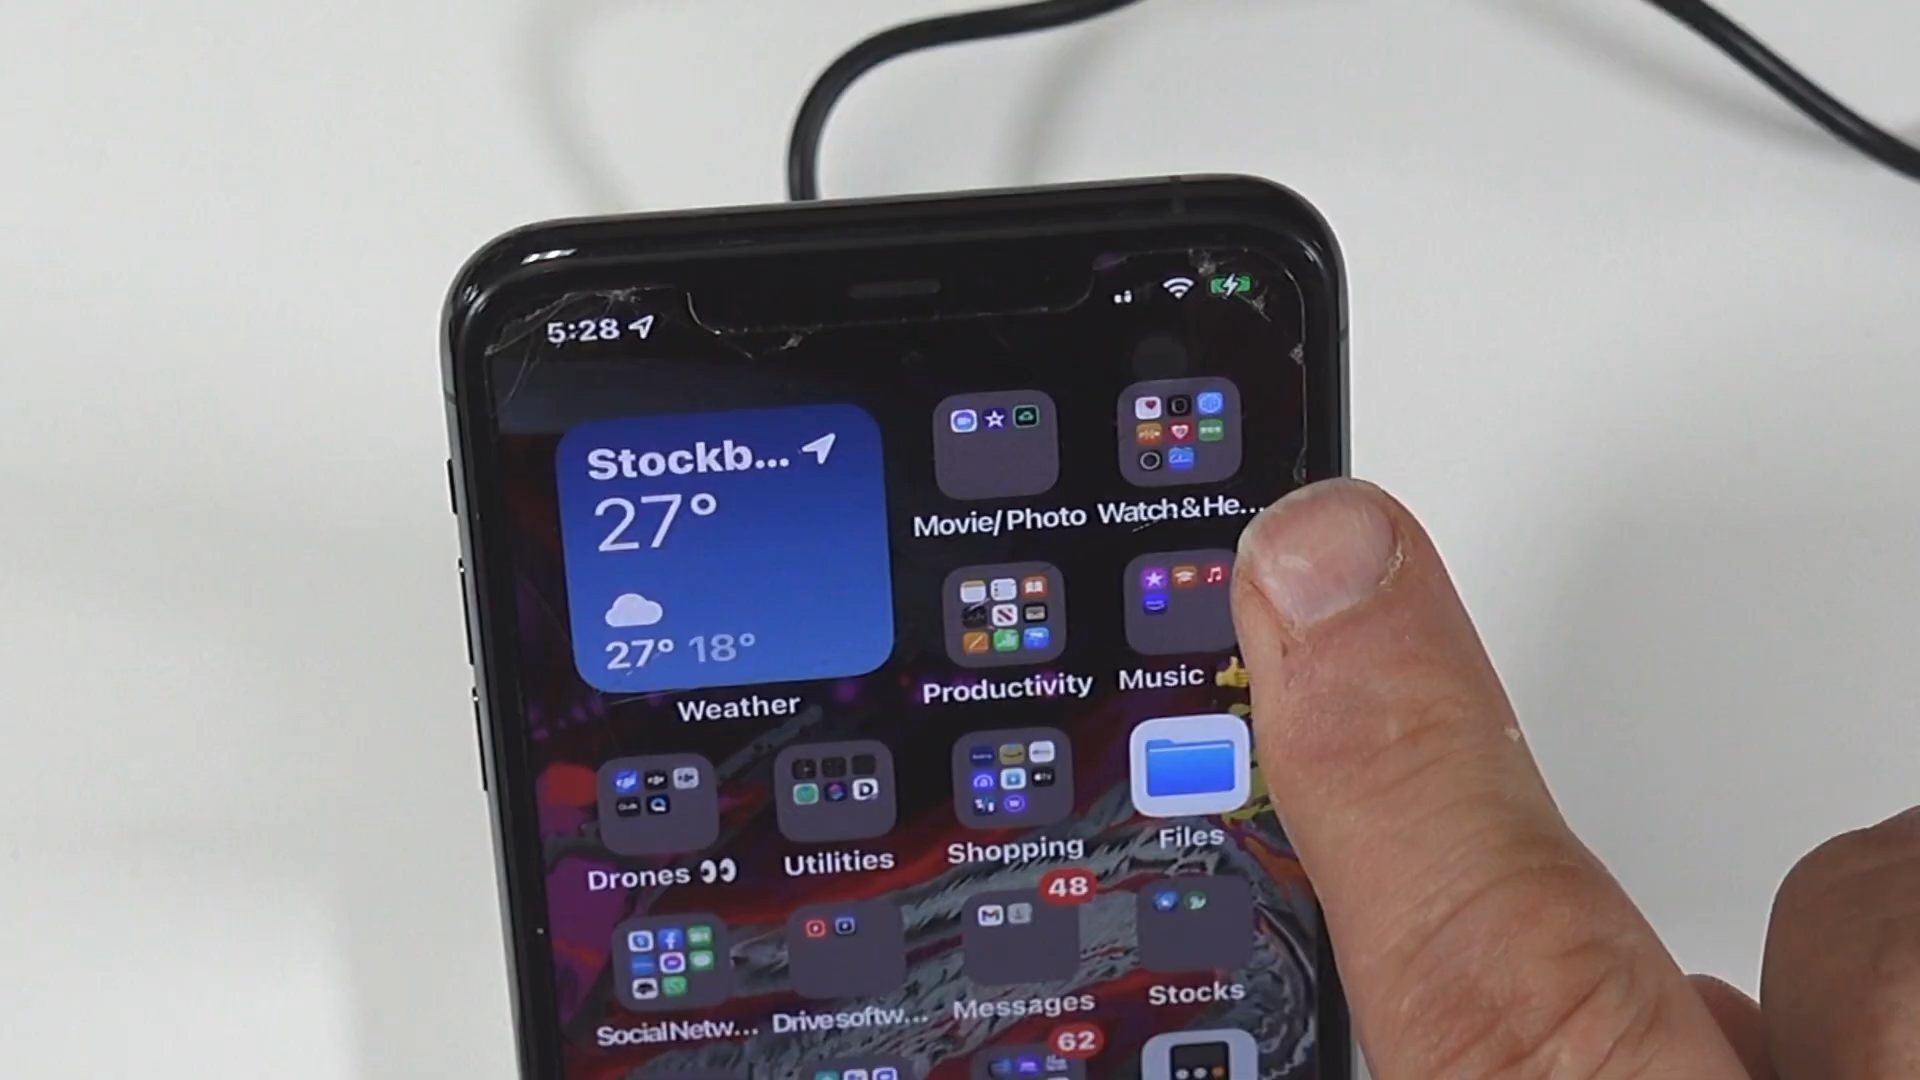 5:28
Stockb...
27°
27° 18°
Weather
Movie/Photo
Watch&He...
Productivity
Music 👍
Drones 👀
Utilities
Shopping
Files
48
SocialNetw...
Drivesoftw...
Messages
Stocks
62